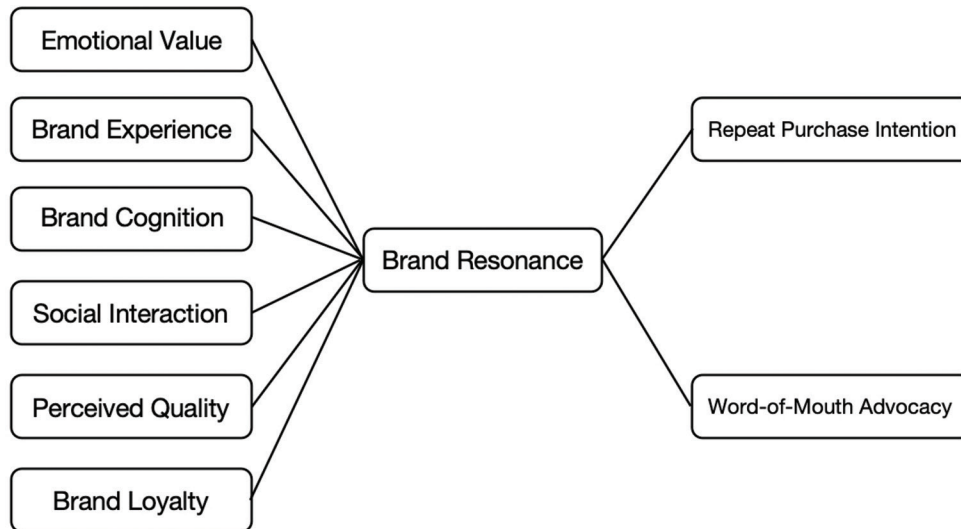 Emotional Value
Brand Experience
Brand Cognition
Social Interaction
Perceived Quality
Brand Loyalty
Brand Resonance
Repeat Purchase Intention
Word-of-Mouth Advocacy